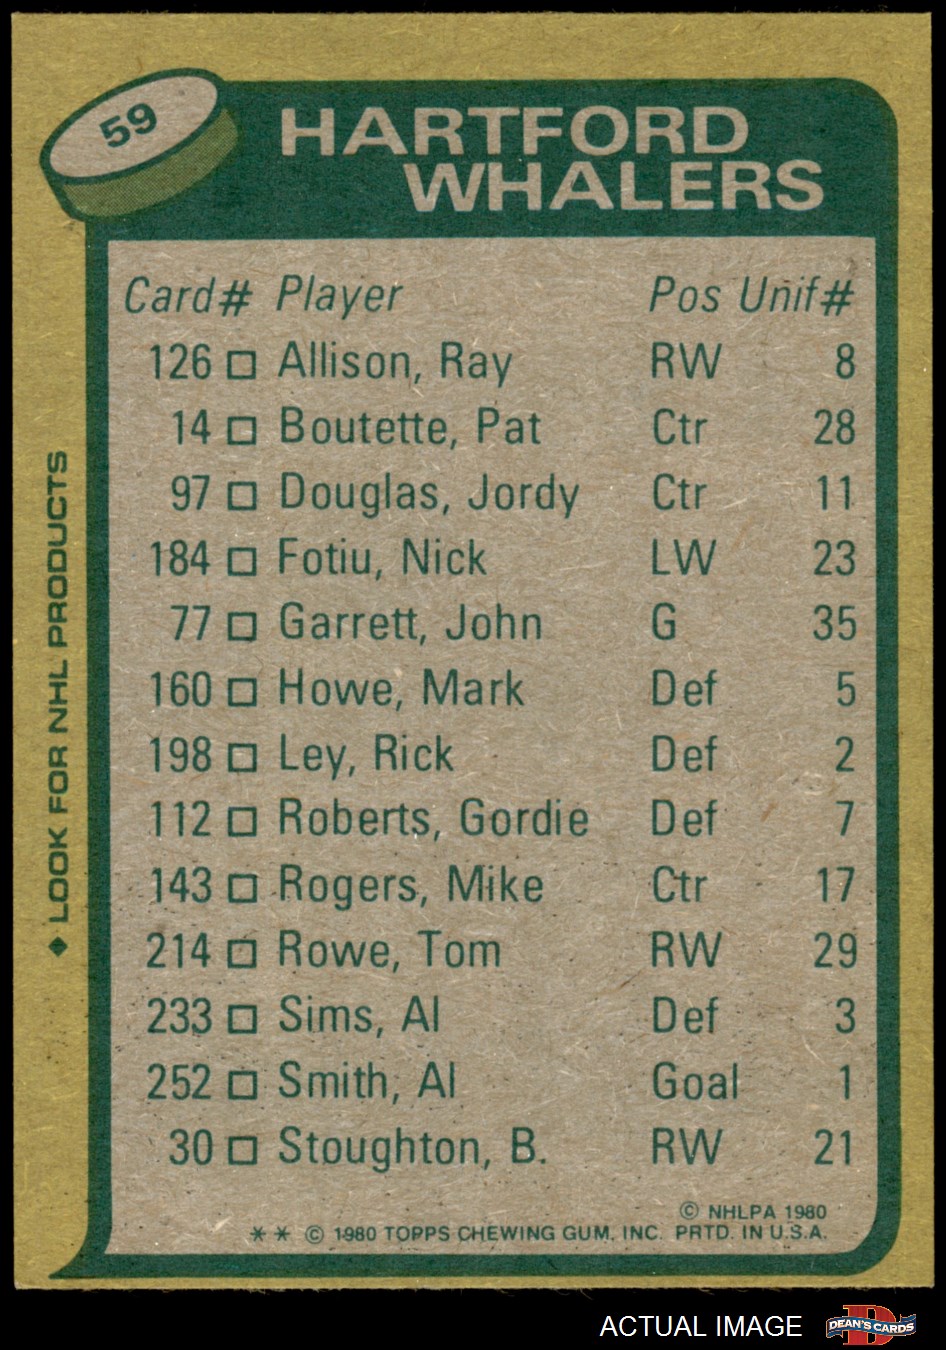 59
HARTFORD
WHALERS
Card# Player Pos Unif#
126 □ Allison, Ray RW 8
14 □ Boutette, Pat Ctr 28
97 □ Douglas, Jordy Ctr 11
184 □ Fotiu, Nick LW 23
77 □ Garrett, John G 35
160 □ Howe, Mark Def 5
198 □ Ley, Rick Def 2
112 □ Roberts, Gordie Def 7
143 □ Rogers, Mike Ctr 17
214 □ Rowe, Tom RW 29
233 □ Sims, Al Def 3
252 □ Smith, Al Goal 1
30 □ Stoughton, B. RW 21
© NHLPA 1980
** © 1980 TOPPS CHEWING GUM, INC. PRTD. IN U.S.A.
◆ LOOK FOR NHL PRODUCTS
ACTUAL IMAGE
D
DEAN'S CARDS